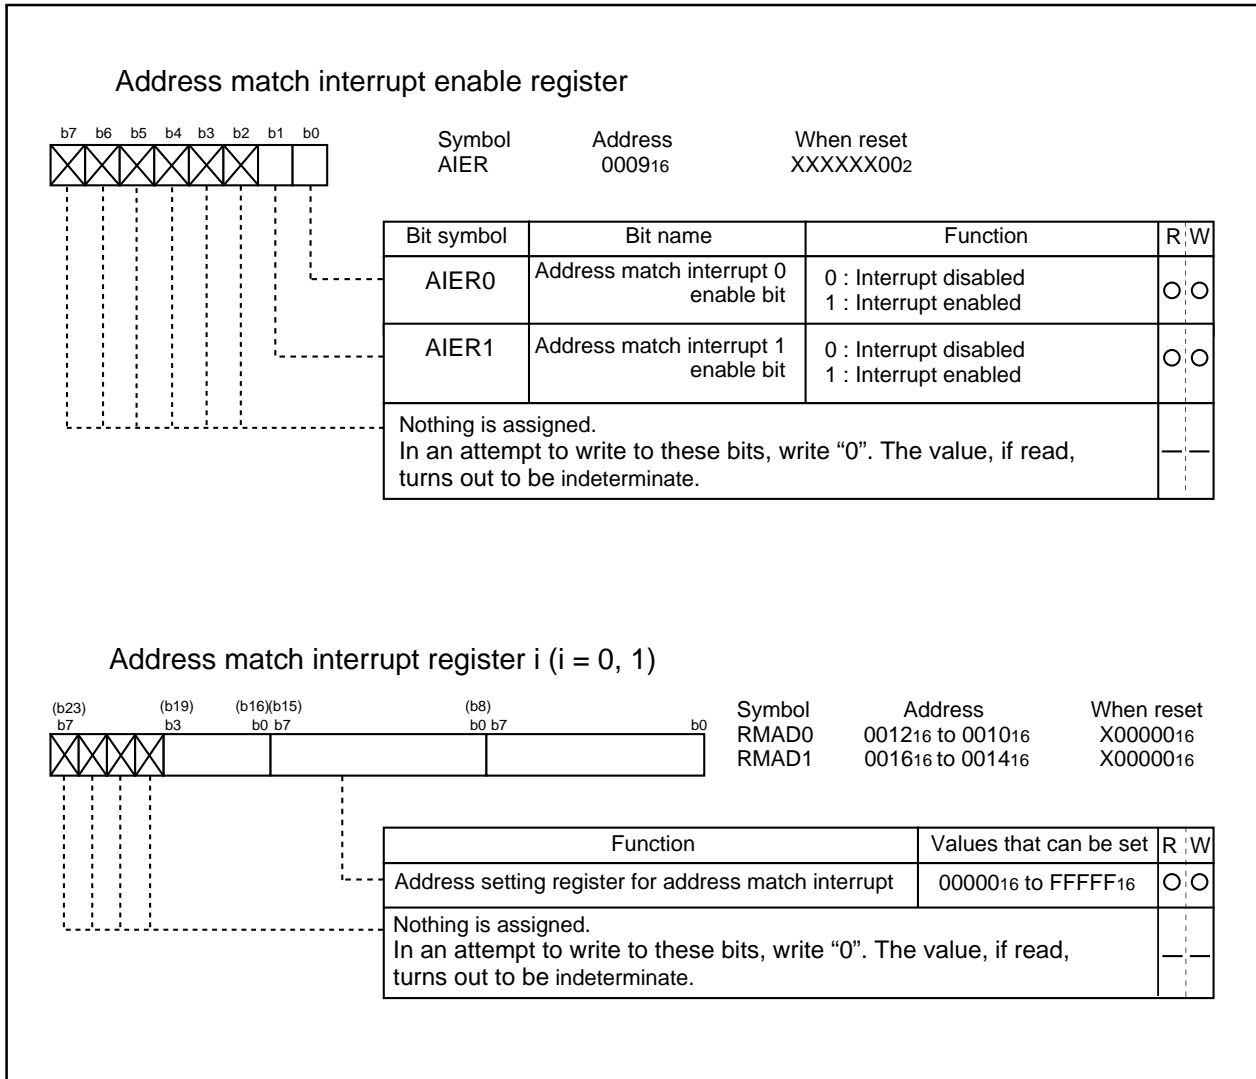 Address match interrupt enable register
b7 b6 b5 b4 b3 b2 b1 b0
Symbol Address When reset
AIER 000916 XXXXXX002
Bit symbol Bit name Function R W
AIER0 Address match interrupt 0 enable bit 0 : Interrupt disabled
1 : Interrupt enabled
AIER1 Address match interrupt 1 enable bit 0 : Interrupt disabled
1 : Interrupt enabled
Nothing is assigned.
In an attempt to write to these bits, write “0”. The value, if read,
turns out to be indeterminate.
Address match interrupt register i (i = 0, 1)
(b23) (b19) (b16)(b15) (b8)
b7 b3 b0 b7 b0 b7 b0
Symbol Address When reset
RMAD0 001216 to 001016 X0000016
RMAD1 001616 to 001416 X0000016
Function Values that can be set R W
Address setting register for address match interrupt 0000016 to FFFFF16
Nothing is assigned.
In an attempt to write to these bits, write “0”. The value, if read,
turns out to be indeterminate.